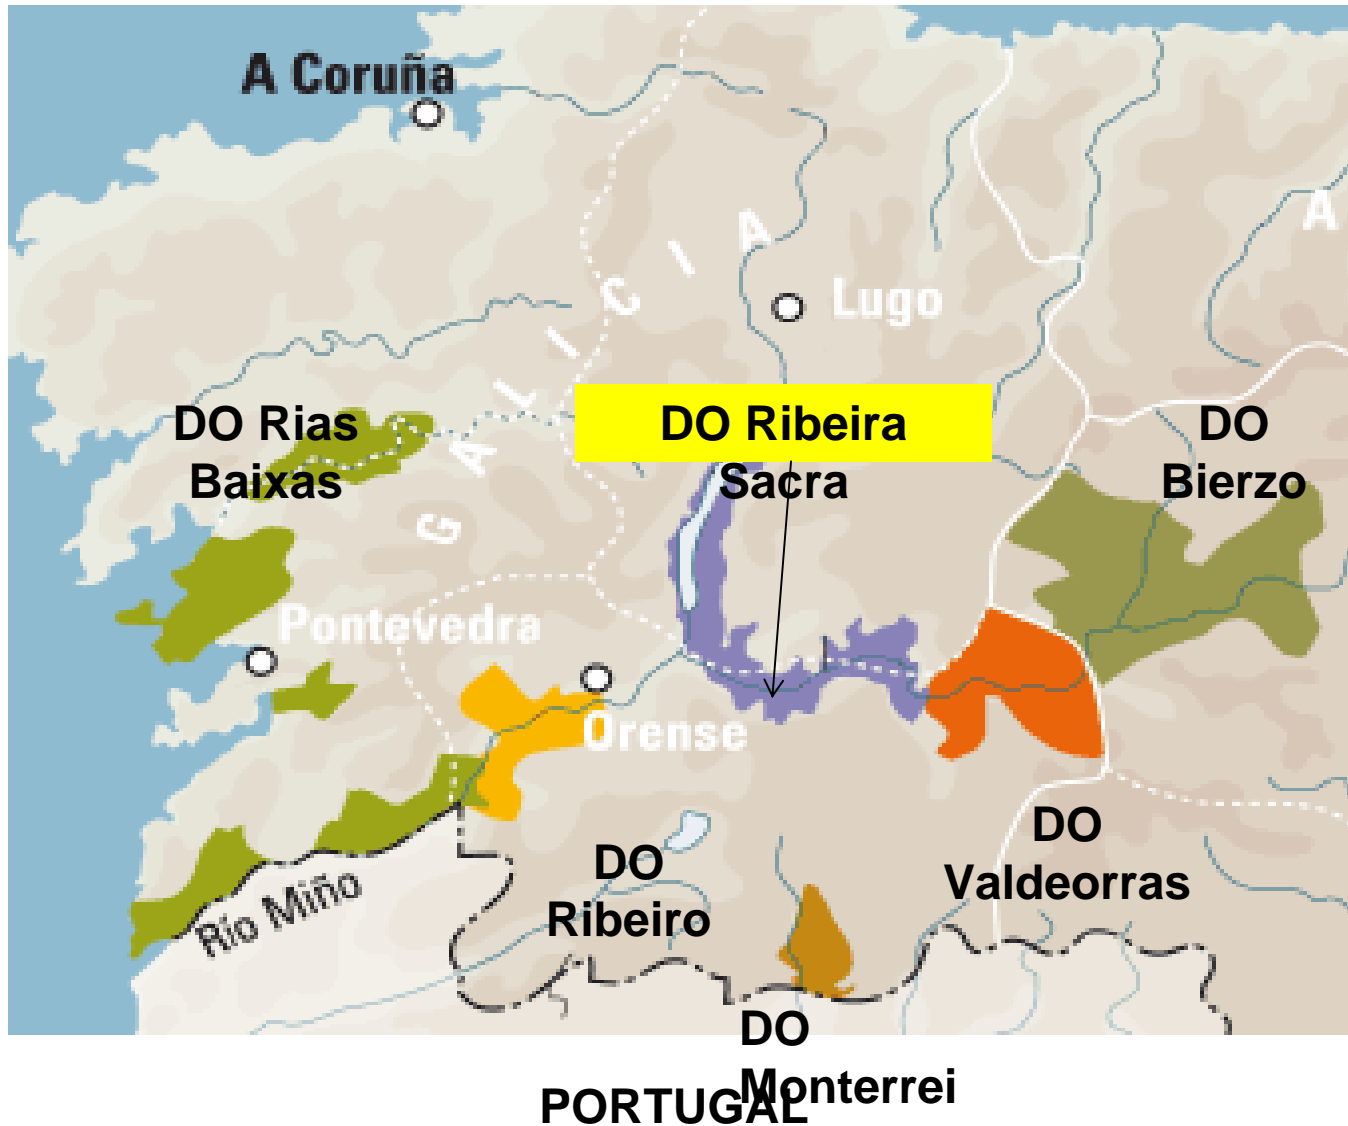 A Coruña
A
GALICIA
Lugo
DO Rias
Baixas
DO Ribeira
Sacra
DO
Bierzo
Pontevedra
Orense
DO
Valdeorras
DO
Ribeiro
Río Miño
DO
Monterrei
PORTUGAL